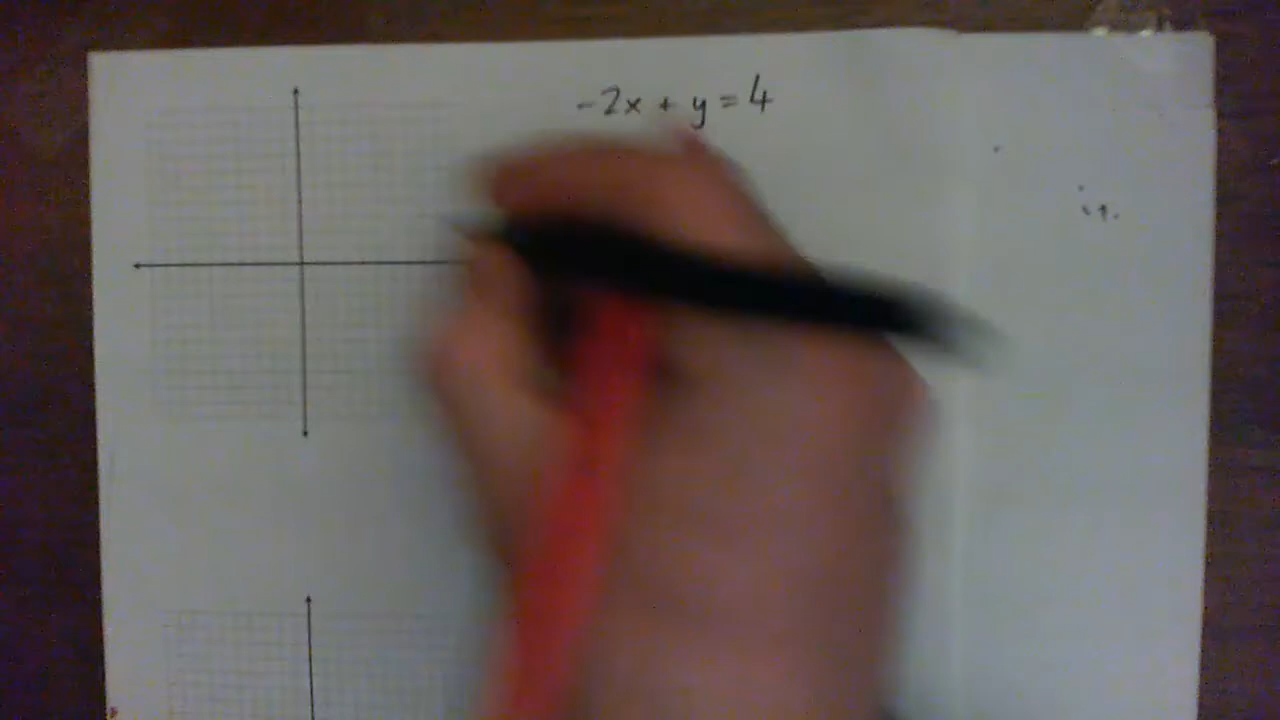 -2x + y = 4